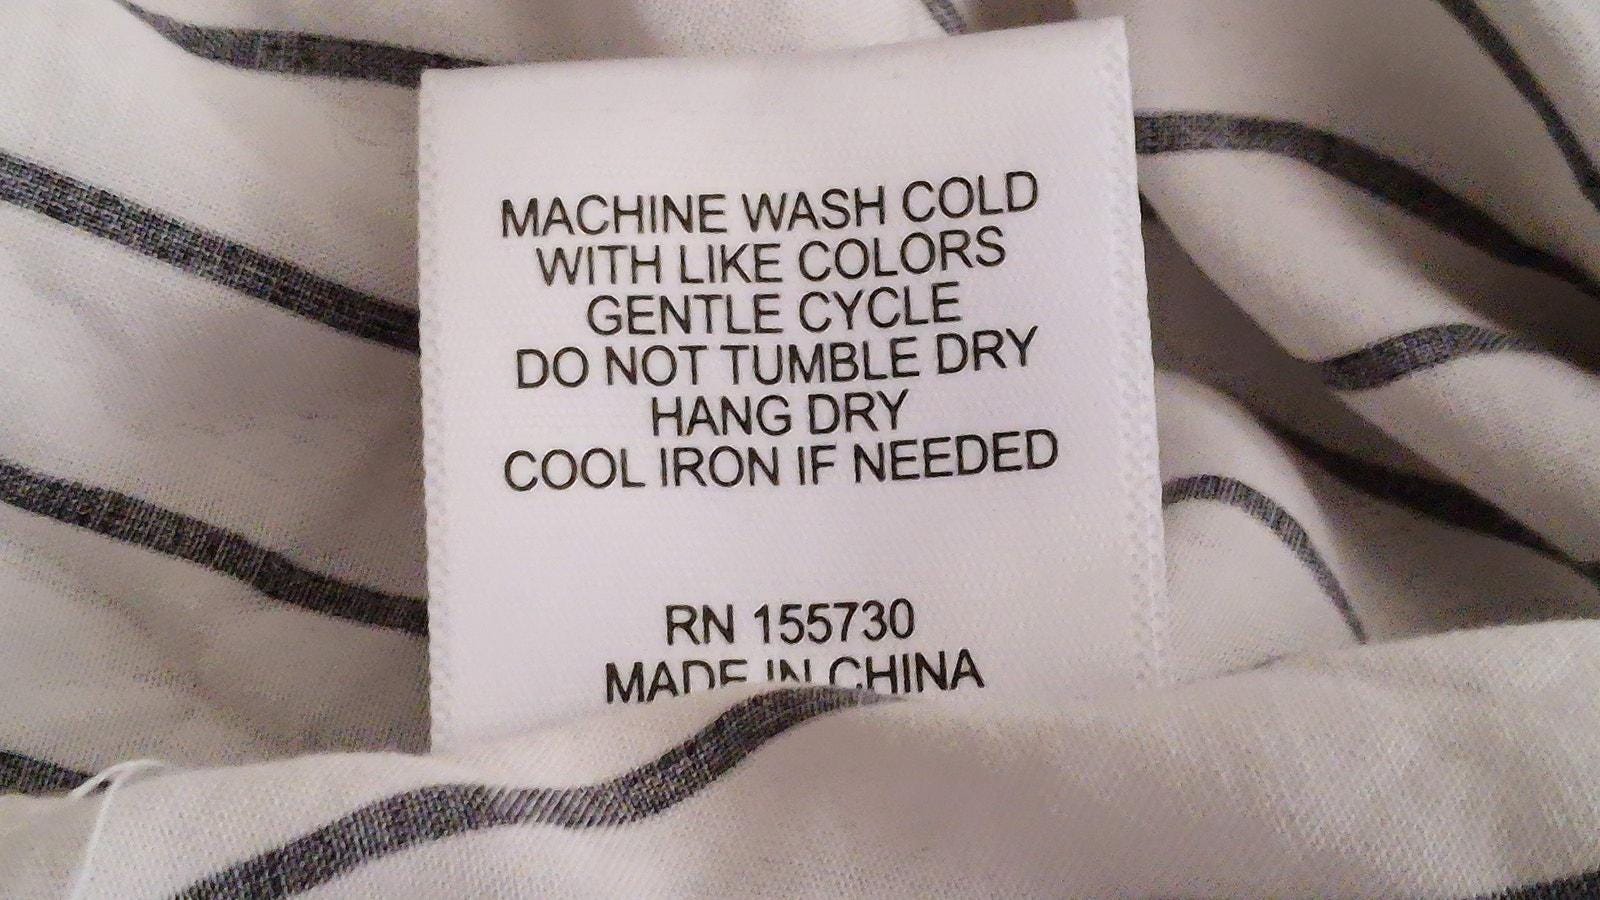 MACHINE WASH COLD
WITH LIKE COLORS
GENTLE CYCLE
DO NOT TUMBLE DRY
HANG DRY
COOL IRON IF NEEDED
RN 155730
MADE IN CHINA